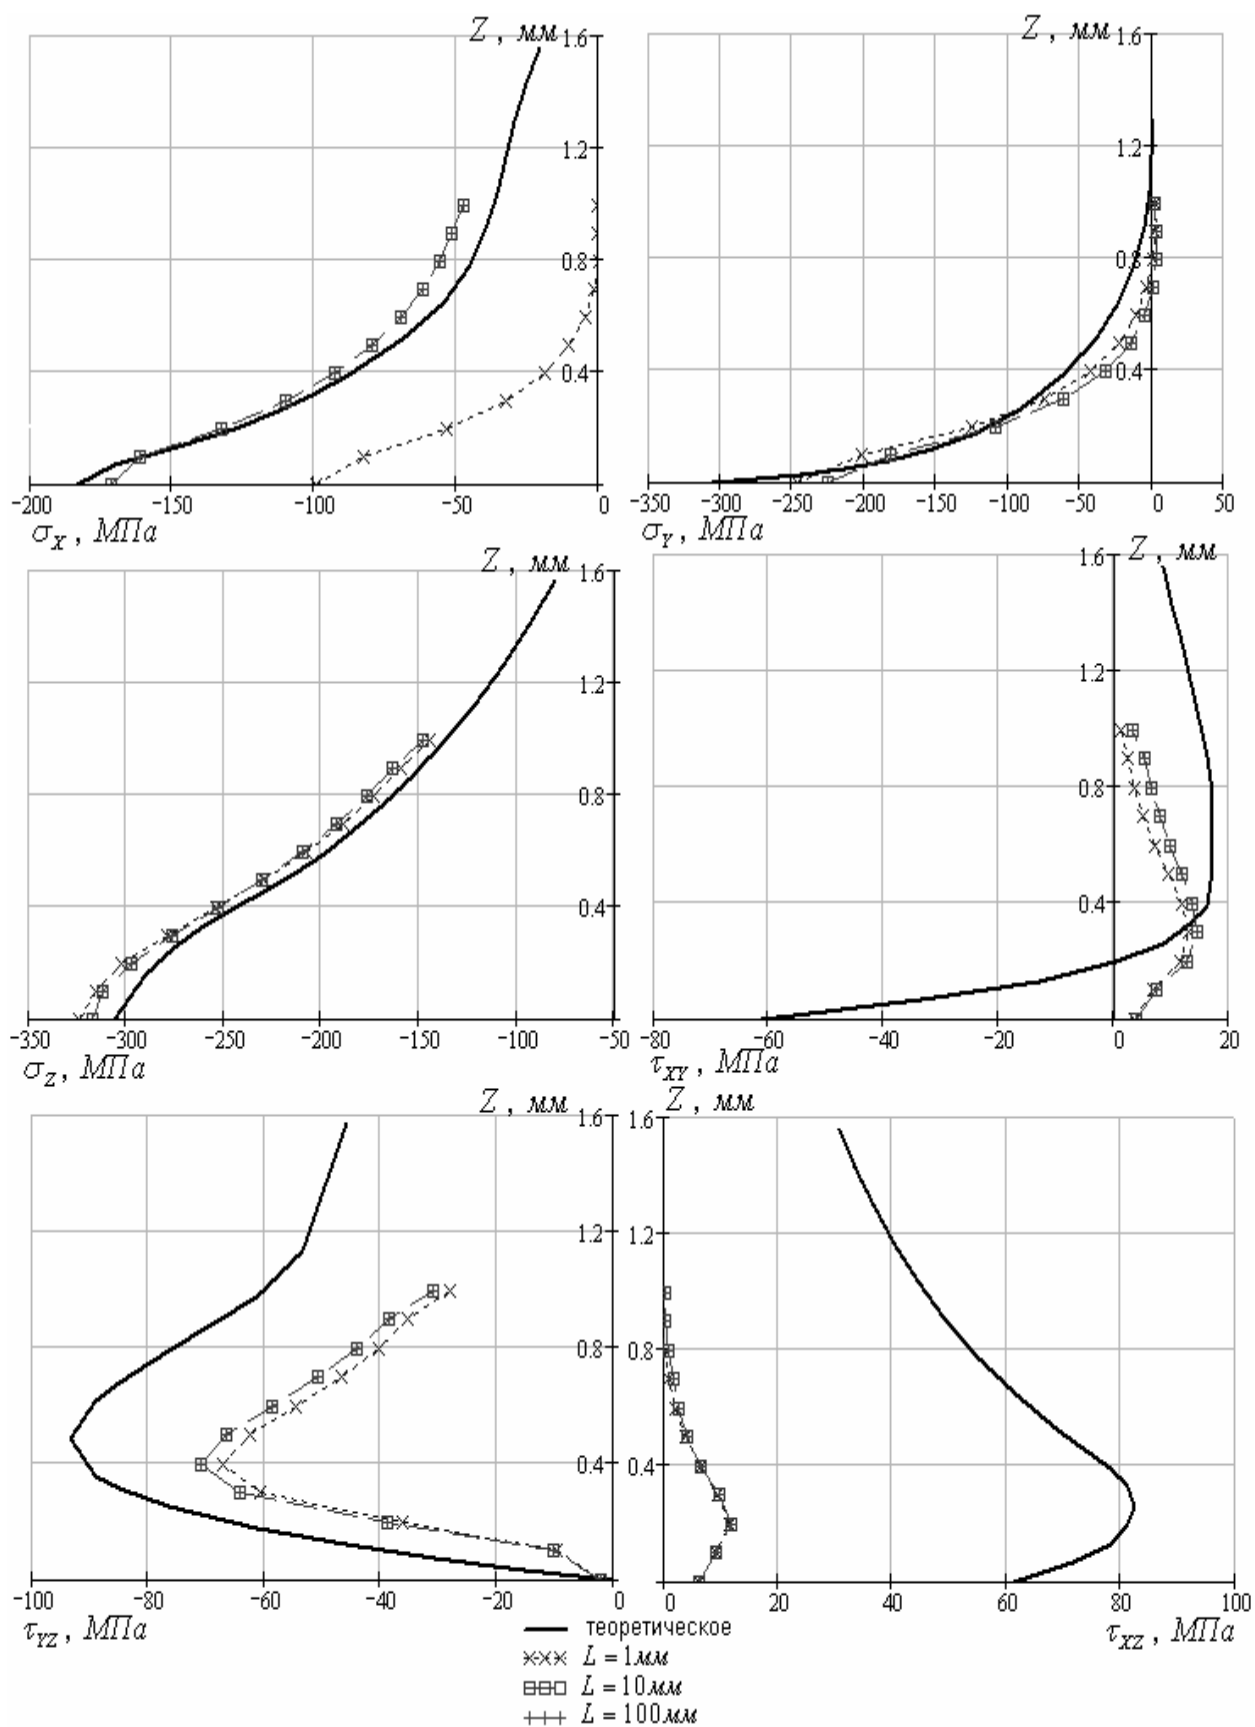 Z , мм 1.6
1.2
0.8
0.4
-200 -150 -100 -50 0
σX , МПа
Z , мм 1.6
1.2
0.8
0.4
-350 -300 -250 -200 -150 -100 -50 0 50
σY , МПа
Z , мм 1.6
1.2
0.8
0.4
-350 -300 -250 -200 -150 -100 -50
σZ , МПа
1.6 Z , мм
1.2
0.8
0.4
-80 -60 -40 -20 0 20
τXY , МПа
Z , мм 1.6
1.2
0.8
0.4
-100 -80 -60 -40 -20 0
τYZ , МПа
Z , мм
1.6
1.2
0.8
0.4
0 20 40 60 80 100
τXZ , МПа
теоретическое
L = 1мм
L = 10мм
L = 100мм